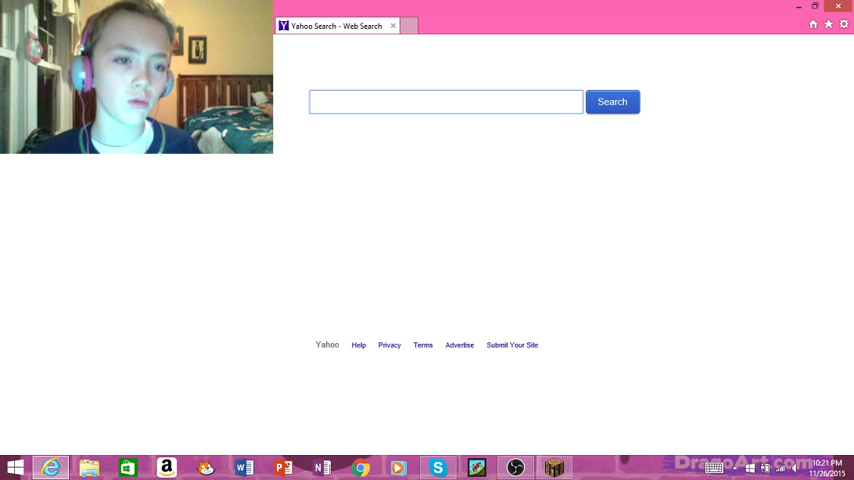 Yahoo Search - Web Search
Search
Yahoo Help Privacy Terms Advertise Submit Your Site
DragoArt.com
10:21 PM
11/26/2015